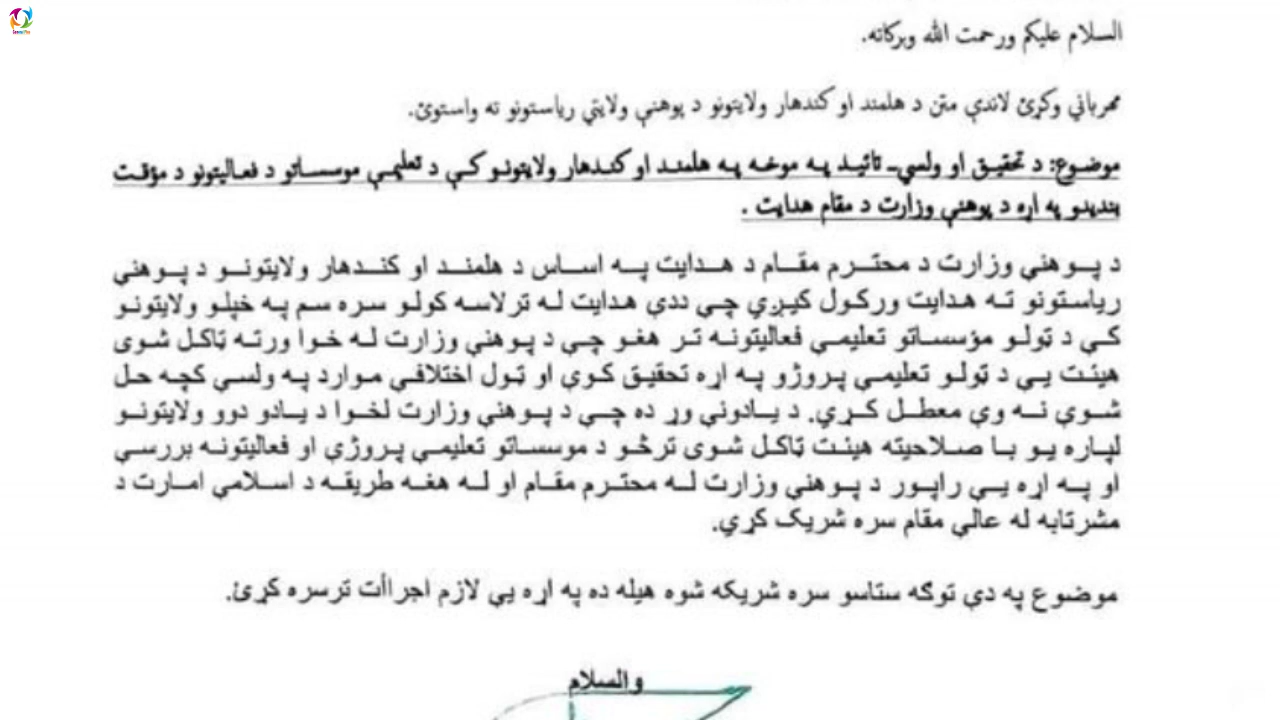 السلام علیکم ورحمت الله وبرکاته.
مهرباني وکړئ لاندې متن د هلمند او کندهار ولایتونو د پوهنې ولایتي ریاستونو ته واستوئ.
موضوع: د تحقیق او ولسي تائید په موخه په هلمند او کندهار ولایتونو کې د تعلیمي موسساتو د فعالیتونو د مؤقت
بندیدو په اړه د پوهنې وزارت د مقام هدایت .
د پوهنې وزارت د محترم مقام د هدایت په اساس د هلمند او کندهار ولایتونو د پوهنې
ریاستونو ته هدایت ورکول کیږي چې ددې هدایت له ترلاسه کولو سره سم په خپلو ولایتونو
کې د ټولو مؤسساتو تعلیمي فعالیتونه تر هغو چې د پوهنې وزارت له خوا ورته ټاکل شوی
هیئت یې د ټولو تعلیمي پروژو په اړه تحقیق کوي او ټول اختلافي موارد په ولسي کچه حل
شوي نه وي معطل کړي. د یادونې وړ ده چې د پوهنې وزارت لخوا د یادو دوو ولایتونو
لپاره یو با صلاحیته هیئت ټاکل شوی ترڅو د موسساتو تعلیمي پروژې او فعالیتونه بررسي
او په اړه یې راپور د پوهنې وزارت له محترم مقام او له هغه طریقه د اسلامي امارت د
مشرتابه له عالي مقام سره شریک کړي.
موضوع په دې توګه ستاسو سره شریکه شوه هیله ده په اړه یې لازم اجراأت ترسره کړئ.
والسلام